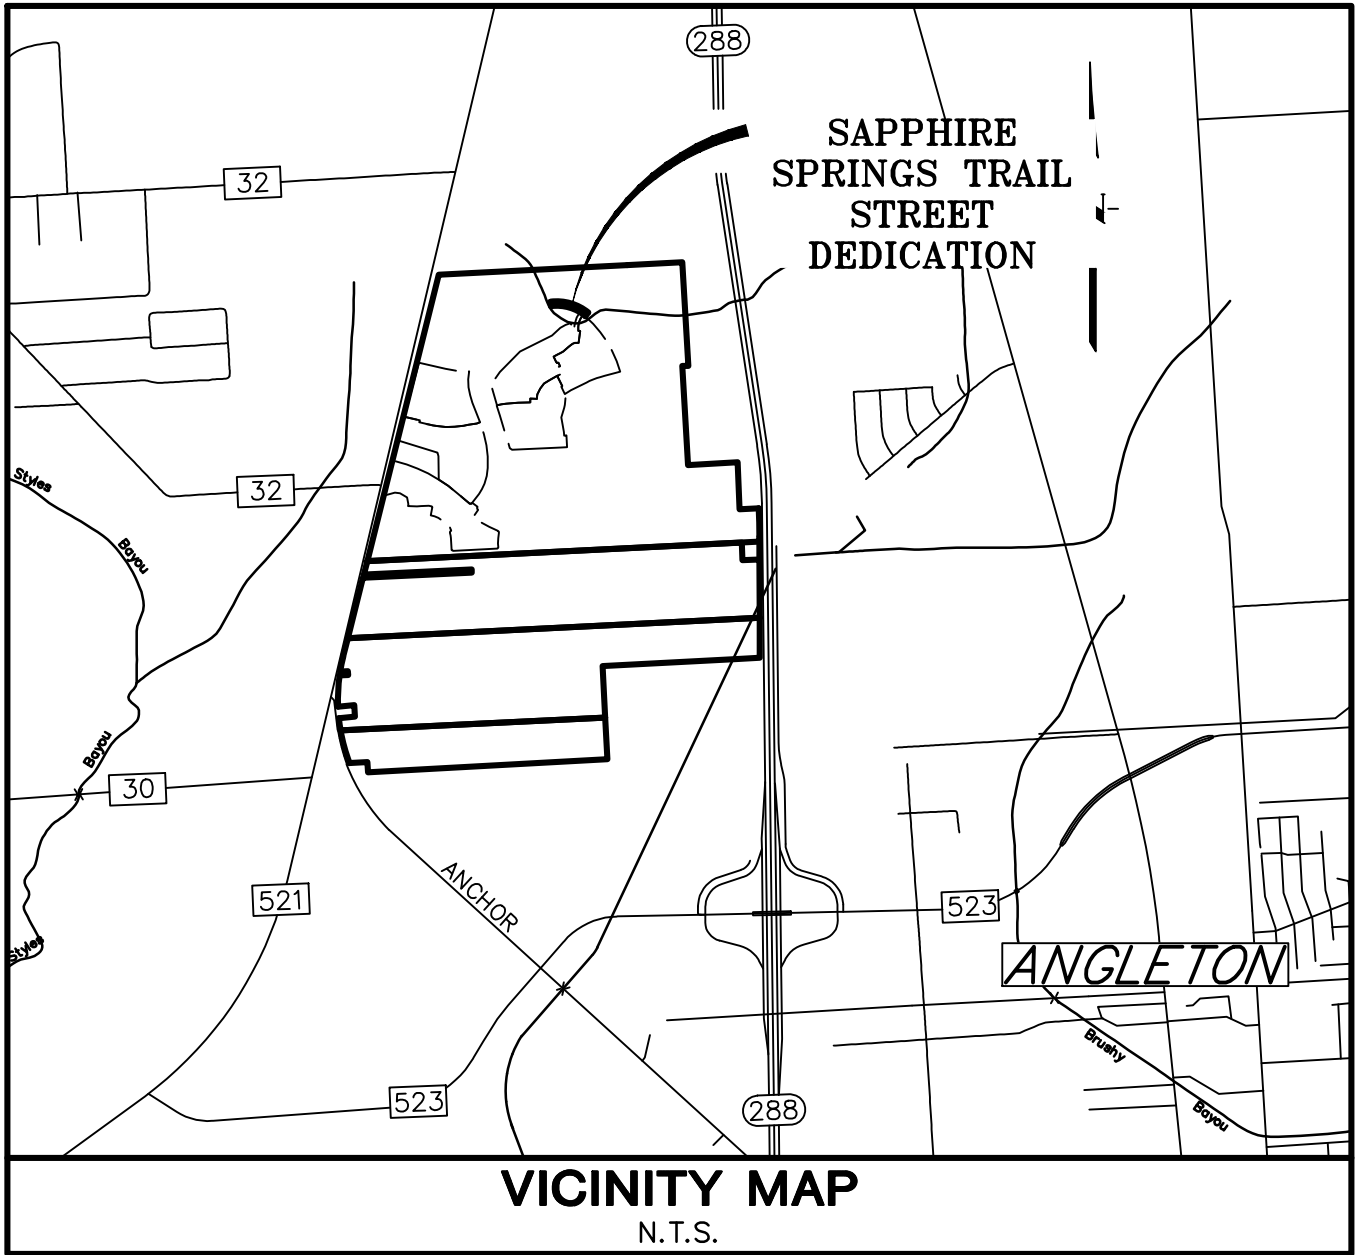 288
SAPPHIRE
SPRINGS TRAIL
STREET
DEDICATION
32
32
Styles
Bayou
Bayou
30
521
ANCHOR
523
Styles
ANGLETON
Brushy
523
288
Bayou
VICINITY MAP
N.T.S.